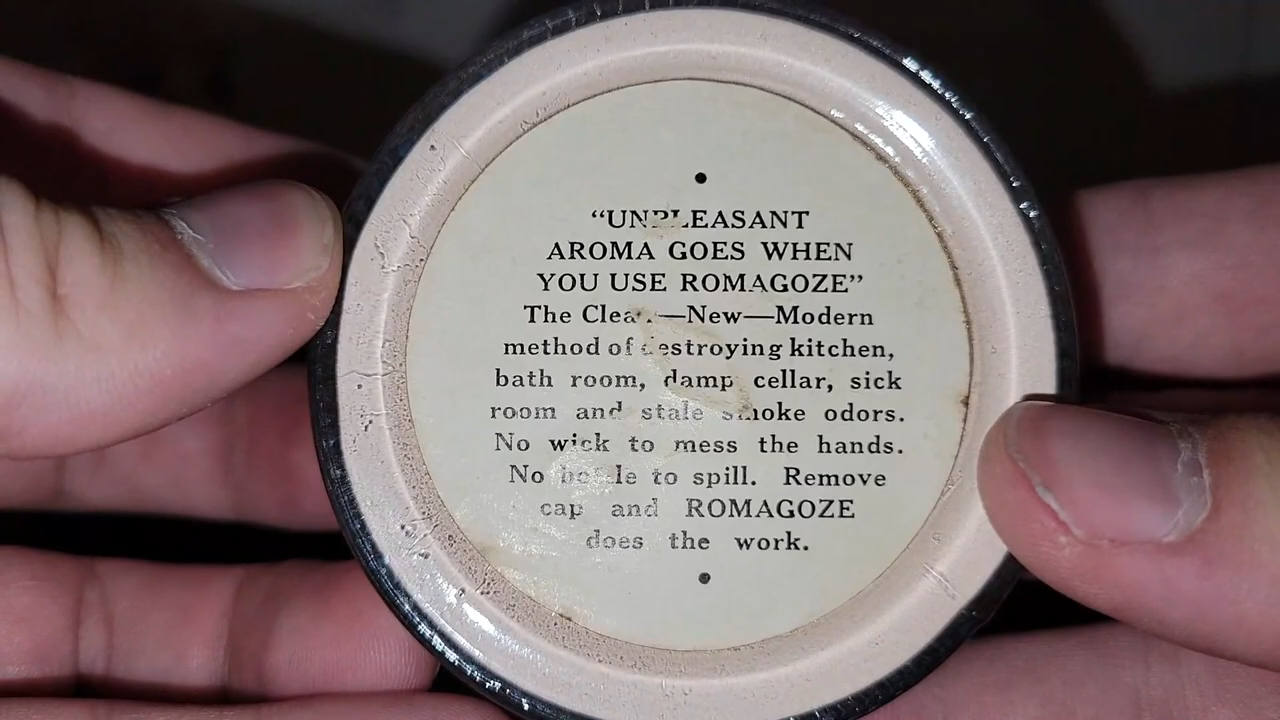 “UNPLEASANT
AROMA GOES WHEN
YOU USE ROMAGOZE”
The Clean—New—Modern
method of destroying kitchen,
bath room, damp cellar, sick
room and stale smoke odors.
No wick to mess the hands.
No bottle to spill. Remove
cap and ROMAGOZE
does the work.